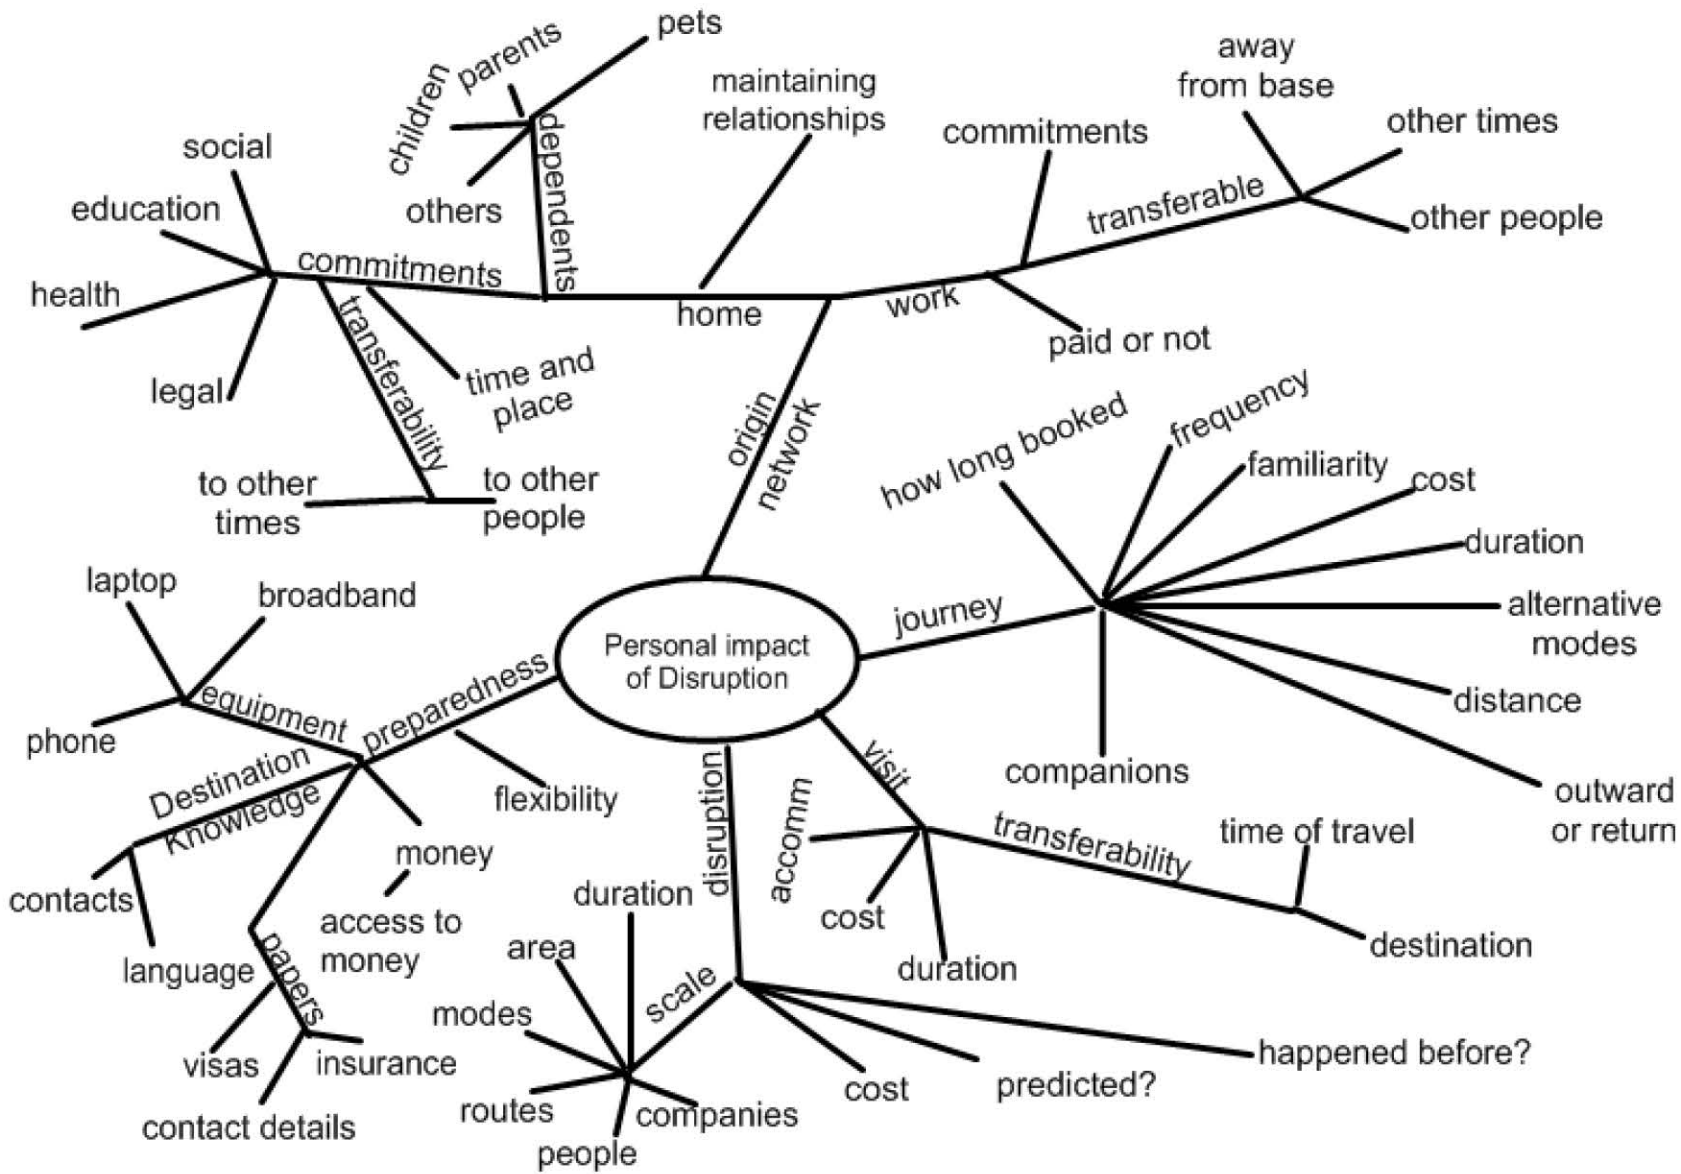 pets
parents
children
others
dependents
maintaining
relationships
away
from base
other times
other people
commitments
transferable
work
paid or not
social
education
health
legal
commitments
transferability
time and
place
to other
times
to other
people
home
origin
network
how long booked
frequency
familiarity
cost
duration
alternative
modes
distance
outward
or return
companions
journey
Personal impact
of Disruption
laptop
broadband
phone
equipment
preparedness
flexibility
Destination
Knowledge
contacts
language
money
access to
money
papers
visas
insurance
contact details
disruption
scale
duration
area
modes
routes
people
companies
cost
predicted?
happened before?
visit
accomm
cost
duration
transferability
time of travel
destination